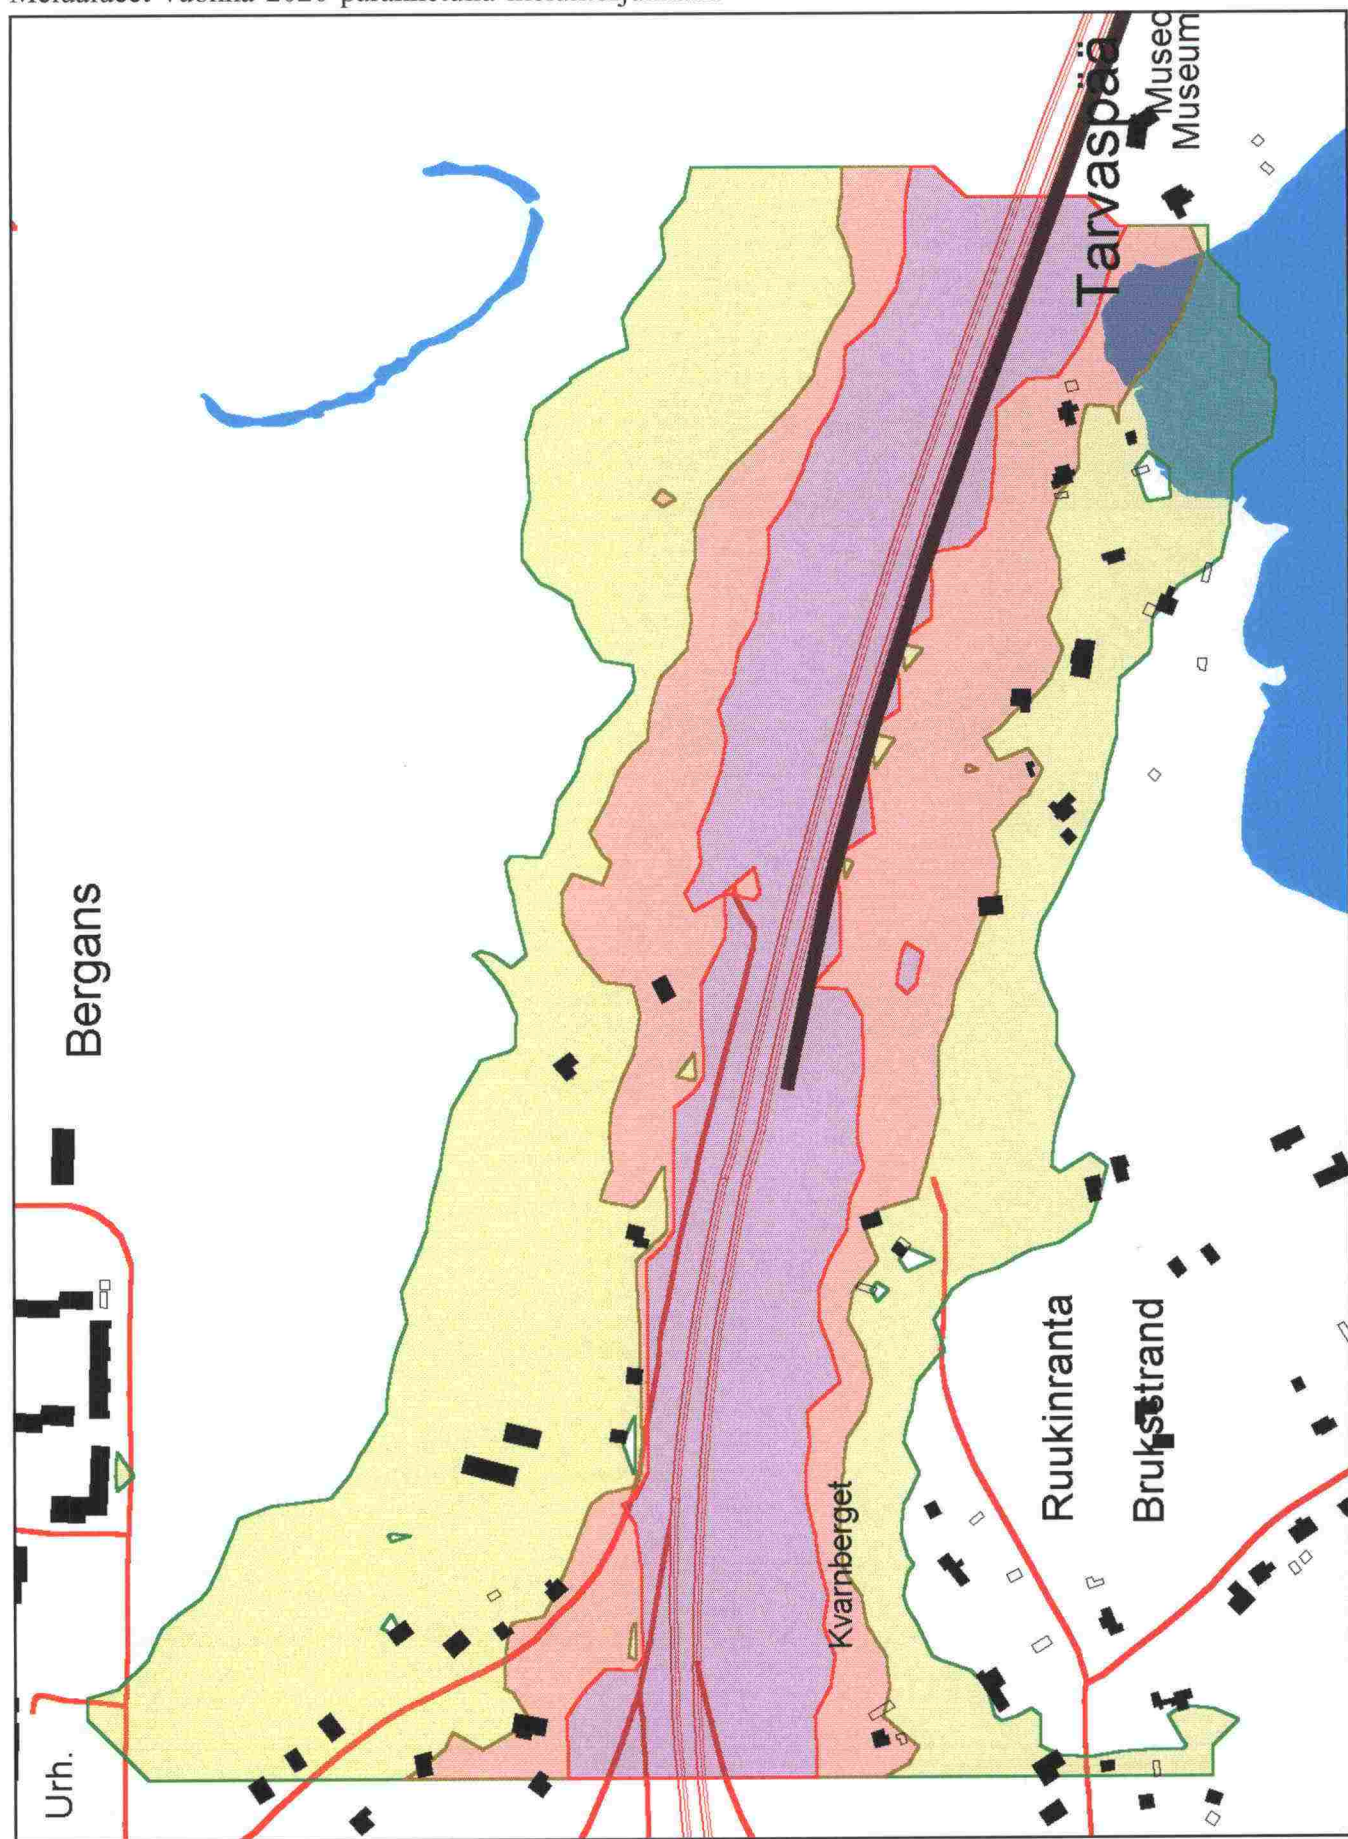 Tarvaspää
Museo
Museum
Bergans
Ruukinranta
Bruksstrand
Kvarnberget
Urh.